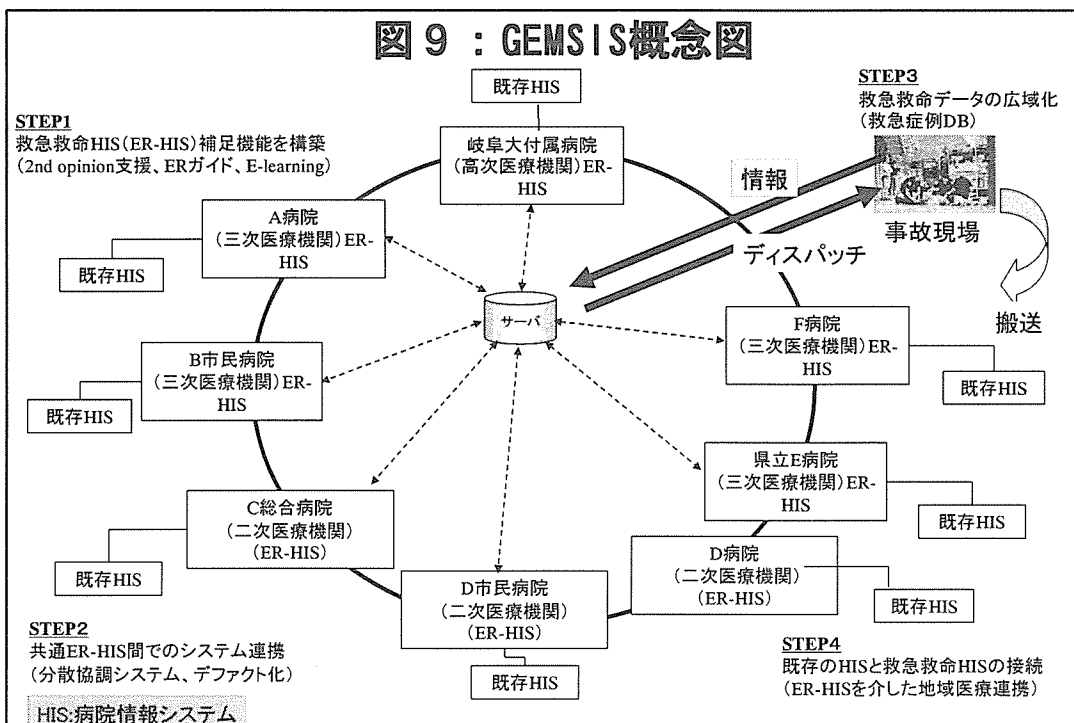 図9：GEMSIS概念図
既存HIS
STEP1
救急救命HIS(ER-HIS)補足機能を構築
(2nd opinion支援、ERガイド、E-learning)
岐阜大付属病院
(高次医療機関)ER-
HIS
STEP3
救急救命データの広域化
(救急症例DB)
情報
事故現場
ディスパッチ
搬送
A病院
(三次医療機関)ER-
HIS
既存HIS
サーバ
F病院
(三次医療機関)ER-
HIS
既存HIS
B市民病院
(三次医療機関)ER-
HIS
既存HIS
県立E病院
(三次医療機関)ER-
HIS
既存HIS
C総合病院
(二次医療機関)
(ER-HIS)
既存HIS
D病院
(二次医療機関)
(ER-HIS)
既存HIS
D市民病院
(二次医療機関)
(ER-HIS)
既存HIS
STEP2
共通ER-HIS間でのシステム連携
(分散協調システム、デファクト化)
STEP4
既存のHISと救急救命HISの接続
(ER-HISを介した地域医療連携)
HIS:病院情報システム